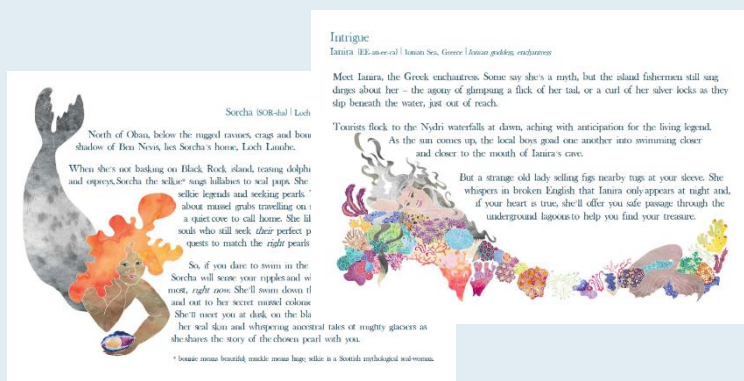 Intrigue
Ianira (EE-an-ee-ra) | Ionian Sea, Greece | Ionian goddess, enchantress
Meet Ianira, the Greek enchantress. Some say she's a myth, but the island fishermen still sing
dirges about her – the agony of glimpsing a flick of her tail, or a curl of her silver locks as they
slip beneath the water, just out of reach.
Tourists flock to the Nydri waterfalls at dawn, aching with anticipation for the living legend.
As the sun comes up, the local boys goad one another into swimming closer
and closer to the mouth of Ianira's cave.
But a strange old lady selling figs nearby tugs at your sleeve. She
whispers in broken English that Ianira only appears at night and,
if your heart is true, she'll offer you safe passage through the
underground lagoons to help you find your treasure.
Sorcha (SOR-sha) | Loch
North of Oban, below the rugged ravines, crags and
shadow of Ben Nevis, lies Sorcha's home, Loch Linnhe.
When she's not basking on Black Rock island, teasing
and ospreys, Sorcha the selkie* sings lullabies to seal pups. She
selkie legends and seeking pearls.
about mussel grubs travelling on
a quiet cove to call home. She
souls who still seek their perfect
quests to match the right pearls
So, if you dare to swim in the
Sorcha will sense your ripples and
most, right now. She'll swim down
and out to her secret mussel
She'll meet you at dusk, on the
her seal skin and whispering ancestral tales of mighty glaciers as
she shares the story of the chosen pearl with you.
* bonnie means beautiful; muckle means huge; selkie is a Scottish mythological seal-woman.